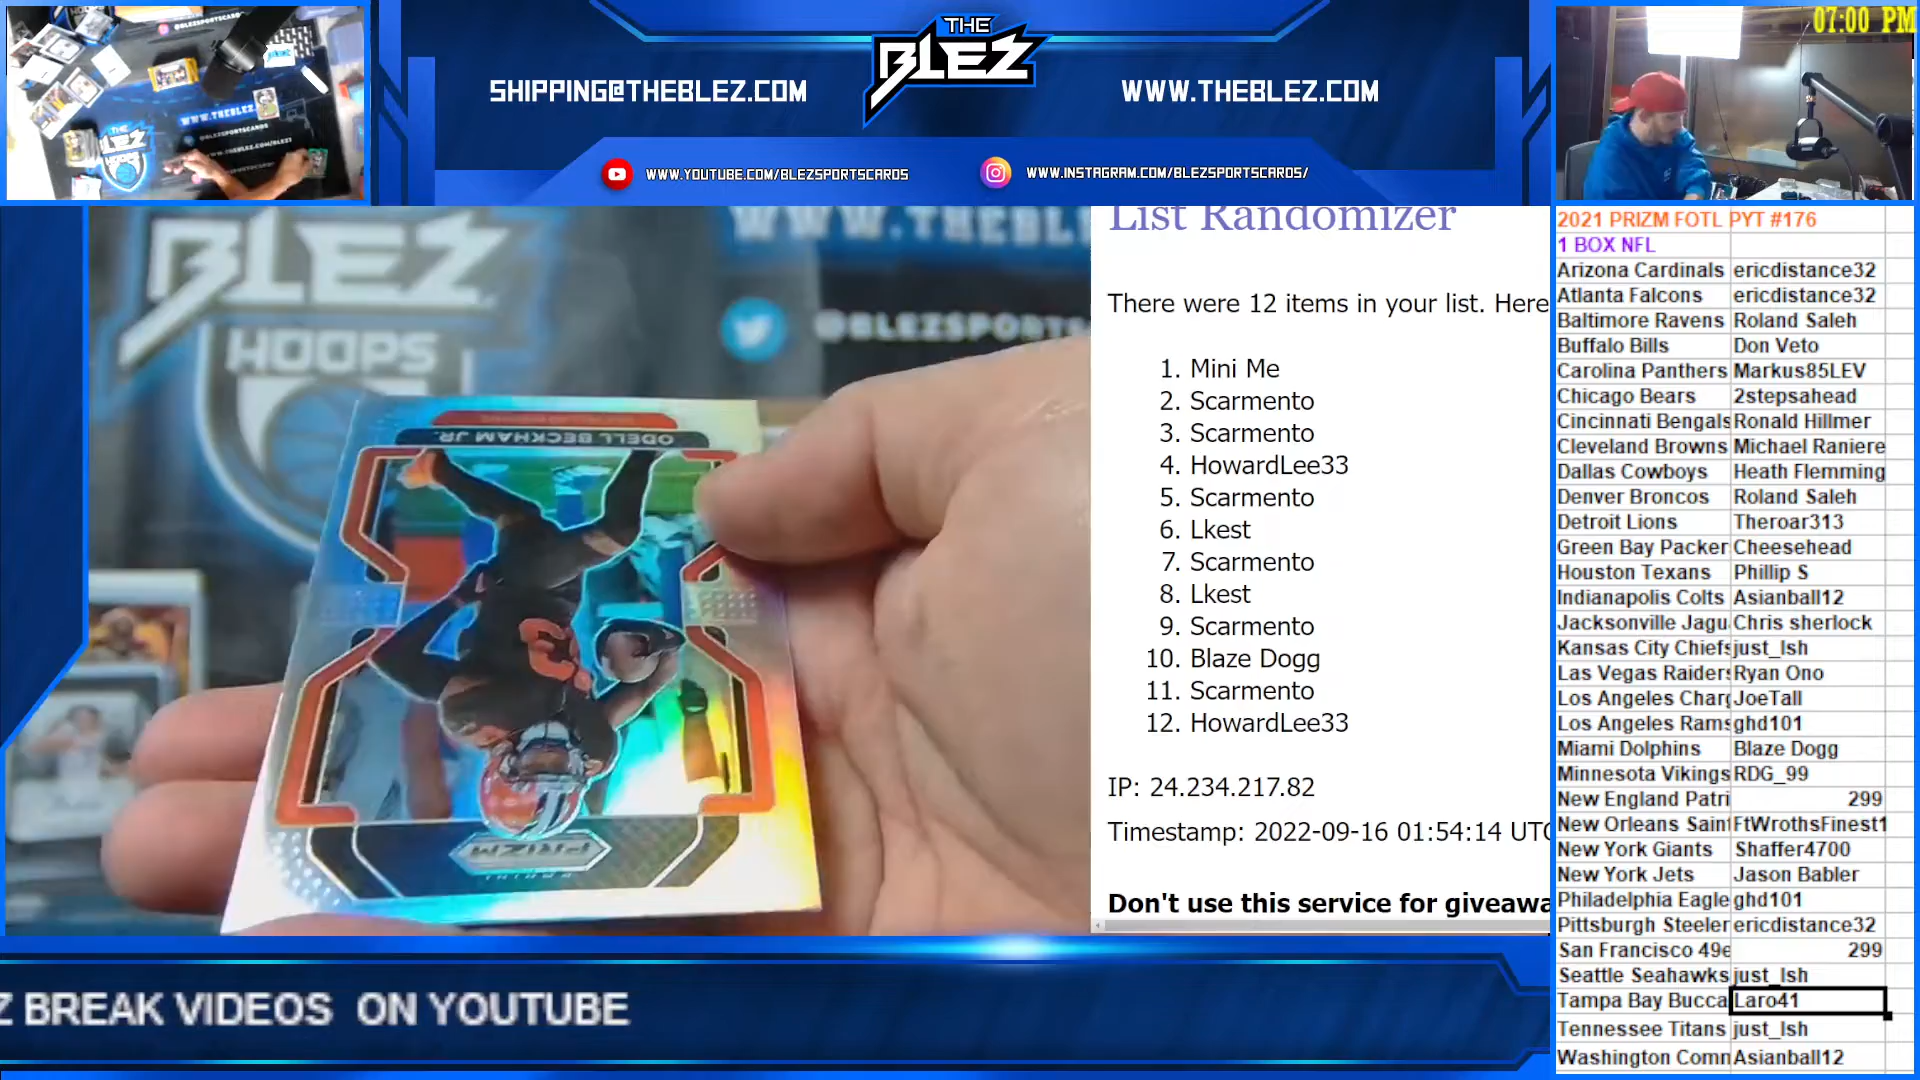 THE
BLEZ
SHIPPING@THEBLEZ.COM
WWW.THEBLEZ.COM
WWW.YOUTUBE.COM/BLEZSPORTSCARDS
WWW.INSTAGRAM.COM/BLEZSPORTSCARDS/
07:00 PM
BLEZ
HOOPS
WWW.THEBL
@BLEZSPORTS
ODELL BECKHAM JR.
3
PRIZM
List Randomizer
There were 12 items in your list. Here
1. Mini Me
2. Scarmento
3. Scarmento
4. HowardLee33
5. Scarmento
6. Lkest
7. Scarmento
8. Lkest
9. Scarmento
10. Blaze Dogg
11. Scarmento
12. HowardLee33
IP: 24.234.217.82
Timestamp: 2022-09-16 01:54:14 UTC
Don't use this service for giveawa
2021 PRIZM FOTL PYT #176
1 BOX NFL
Arizona Cardinals ericdistance32
Atlanta Falcons ericdistance32
Baltimore Ravens Roland Saleh
Buffalo Bills Don Veto
Carolina Panthers Markus85LEV
Chicago Bears 2stepsahead
Cincinnati Bengals Ronald Hillmer
Cleveland Browns Michael Raniere
Dallas Cowboys Heath Flemming
Denver Broncos Roland Saleh
Detroit Lions Theroar313
Green Bay Packer Cheesehead
Houston Texans Phillip S
Indianapolis Colts Asianball12
Jacksonville Jagu Chris sherlock
Kansas City Chiefs just_Ish
Las Vegas Raiders Ryan Ono
Los Angeles Charg JoeTall
Los Angeles Rams ghd101
Miami Dolphins Blaze Dogg
Minnesota Vikings RDG_99
New England Patri 299
New Orleans Saint FtWrothsFinest1
New York Giants Shaffer4700
New York Jets Jason Babler
Philadelphia Eagle ghd101
Pittsburgh Steeler ericdistance32
San Francisco 49e 299
Seattle Seahawks just_Ish
Tampa Bay Bucca Laro41
Tennessee Titans just_Ish
Washington Comm Asianball12
Z BREAK VIDEOS ON YOUTUBE